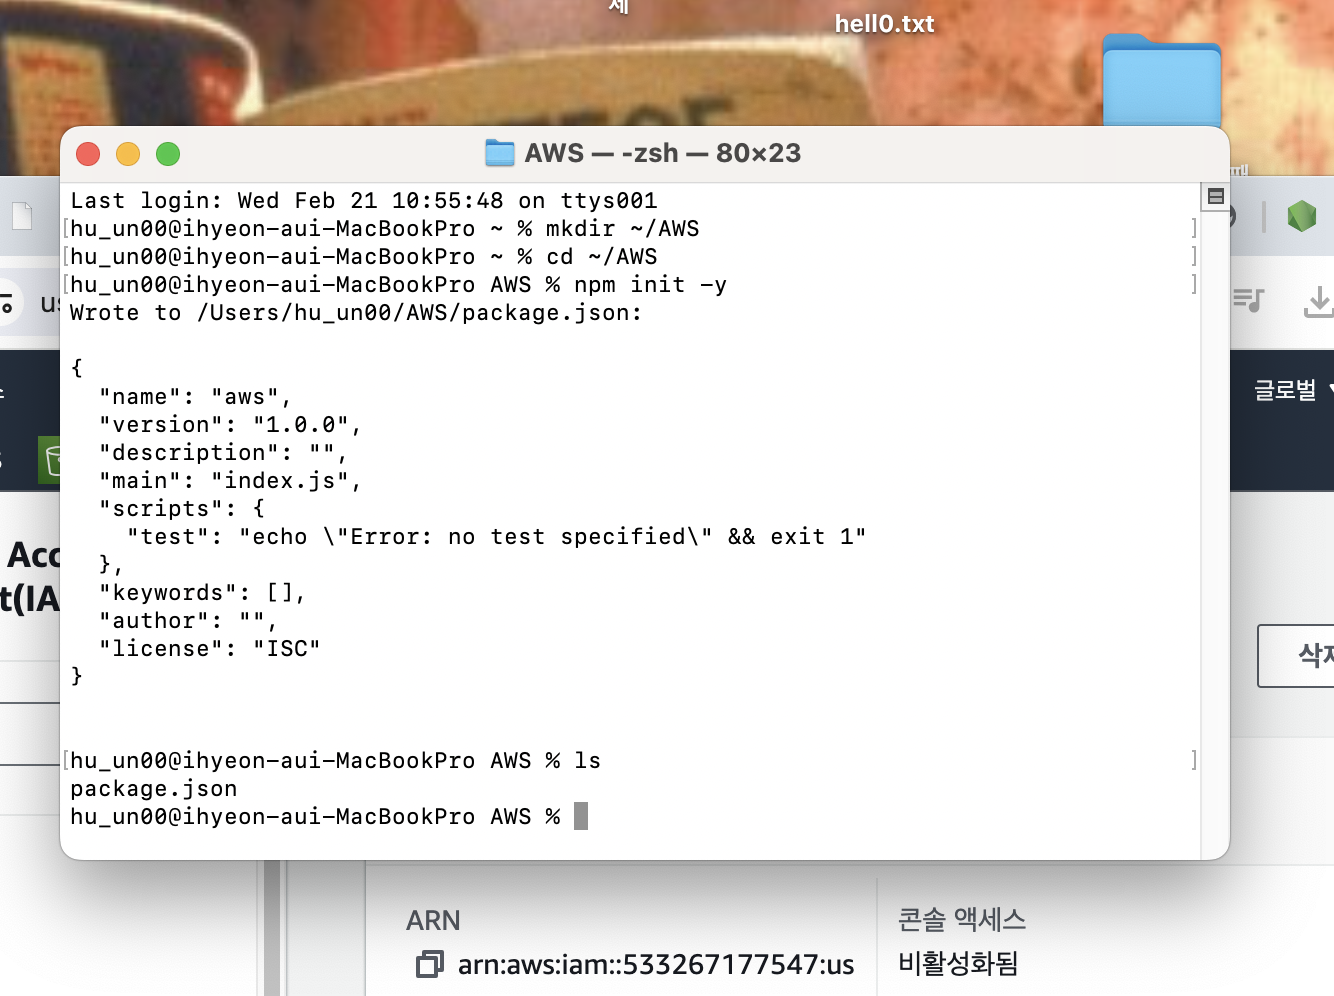 제
hell0.txt
AWS — -zsh — 80×23
Last login: Wed Feb 21 10:55:48 on ttys001
[hu_un00@ihyeon-aui-MacBookPro ~ % mkdir ~/AWS ]
[hu_un00@ihyeon-aui-MacBookPro ~ % cd ~/AWS ]
[hu_un00@ihyeon-aui-MacBookPro AWS % npm init -y ]
Wrote to /Users/hu_un00/AWS/package.json:
{
  "name": "aws",
  "version": "1.0.0",
  "description": "",
  "main": "index.js",
  "scripts": {
    "test": "echo \"Error: no test specified\" && exit 1"
  },
  "keywords": [],
  "author": "",
  "license": "ISC"
}
[hu_un00@ihyeon-aui-MacBookPro AWS % ls ]
package.json
hu_un00@ihyeon-aui-MacBookPro AWS %
us
글로벌
Acc
t(IA
삭제
ARN
콘솔 액세스
arn:aws:iam::533267177547:us
비활성화됨